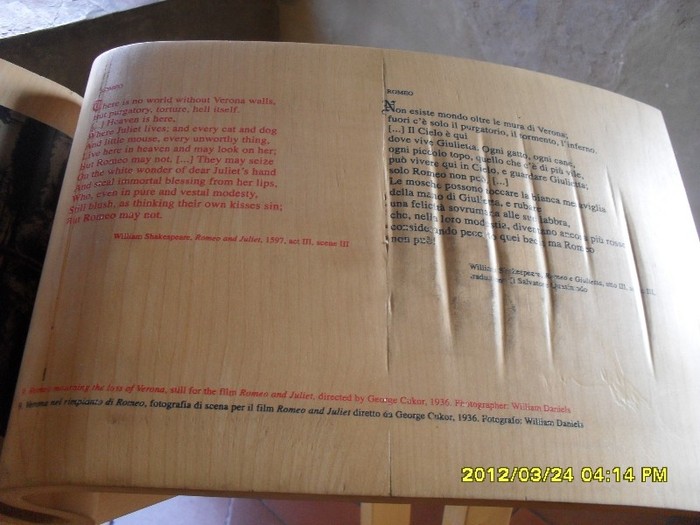 ROMEO
There is no world without Verona walls,
But purgatory, torture, hell itself.
[...] Heaven is here,
Where Juliet lives; and every cat and dog
And little mouse, every unworthy thing,
Live here in heaven and may look on her;
But Romeo may not. [...] They may seize
On the white wonder of dear Juliet's hand
And steal immortal blessing from her lips,
Who, even in pure and vestal modesty,
Still blush, as thinking their own kisses sin;
But Romeo may not.
William Shakespeare, Romeo and Juliet, 1597, act III, scene III
ROMEO
Non esiste mondo oltre le mura di Verona;
fuori c'è solo il purgatorio, il tormento, l'inferno.
[...] Il Cielo è qui
dove vive Giulietta. Ogni gatto, ogni cane,
ogni piccolo topo, quello che c'è di più vile,
può vivere qui in Cielo, e guardare Giulietta;
solo Romeo non può. [...]
Le mosche possono toccare la bianca meraviglia
della mano di Giulietta, e rubare
una felicità sovrumana alle sue labbra,
che, nella loro modestia, diventano ancora più rosse
considerando peccato quei baci ma Romeo
non può!
William Shakespeare, Romeo e Giulietta, atto III, III,
traduzione di Salvatore Quasimodo
Romeo mourning the loss of Verona, still for the film Romeo and Juliet, directed by George Cukor, 1936. Photographer: William Daniels
Verona nel rimpianto di Romeo, fotografia di scena per il film Romeo and Juliet diretto da George Cukor, 1936. Fotografo: William Daniels
2012/03/24 04:14 PM